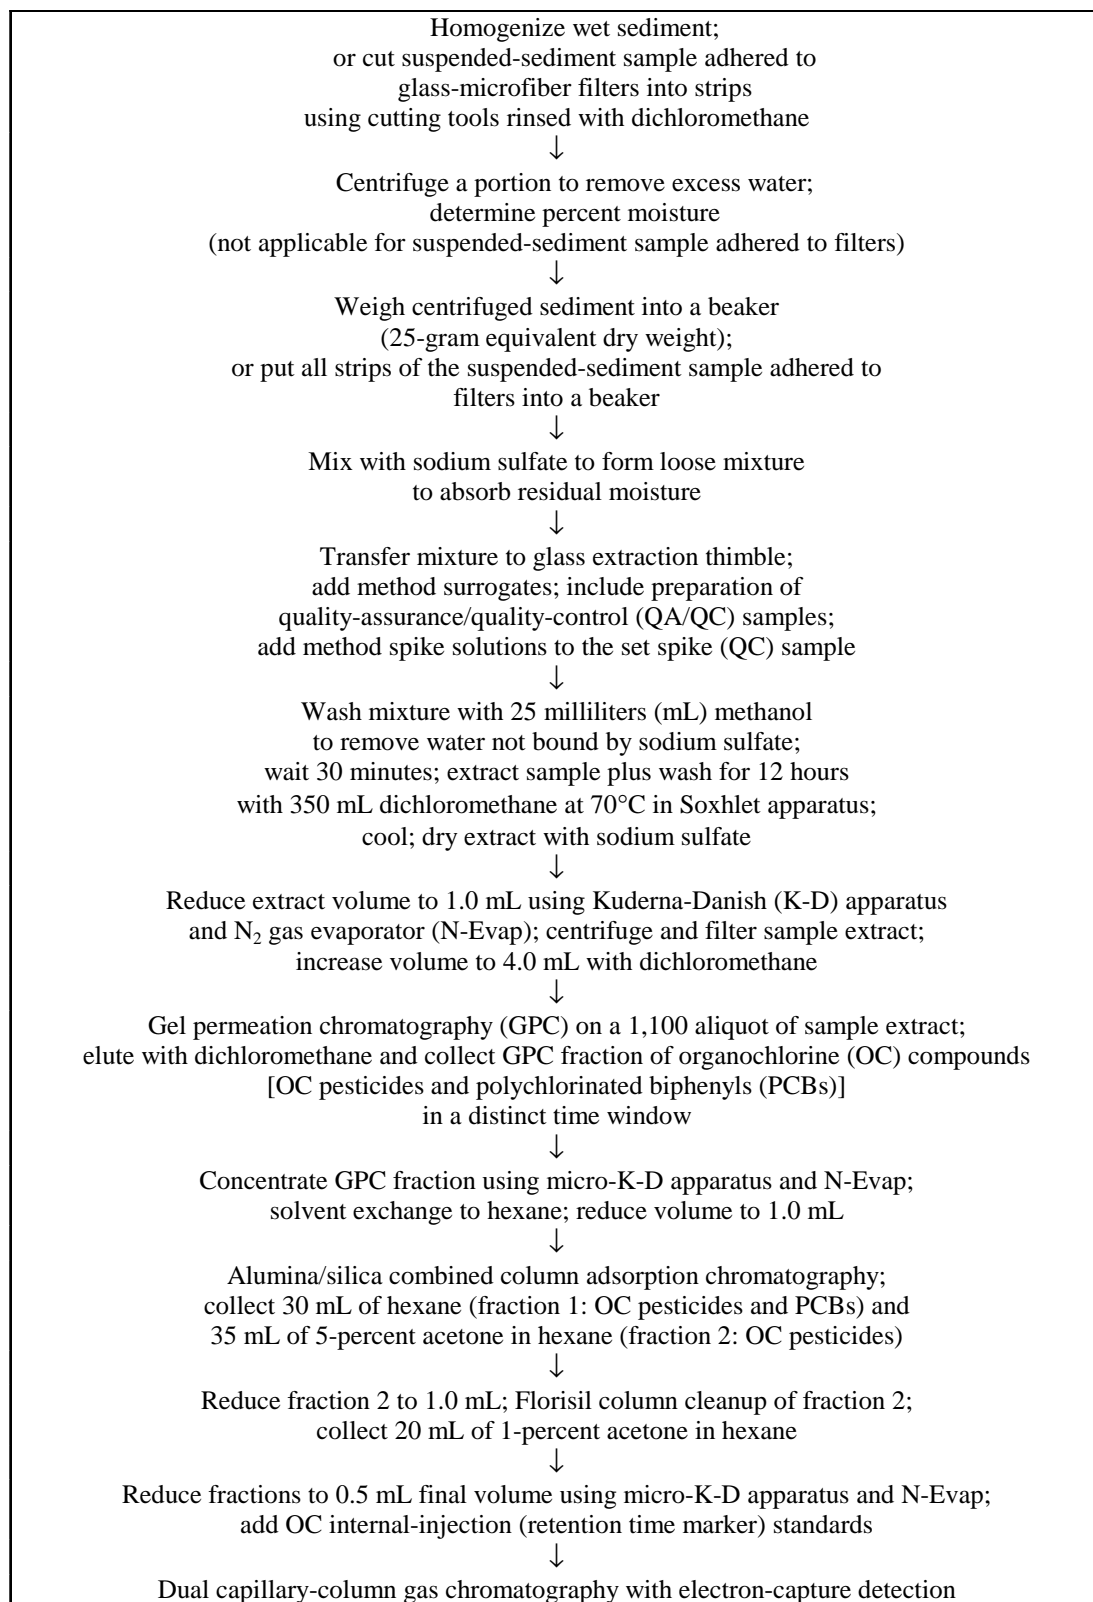 Homogenize wet sediment;
or cut suspended-sediment sample adhered to
glass-microfiber filters into strips
using cutting tools rinsed with dichloromethane
↓
Centrifuge a portion to remove excess water;
determine percent moisture
(not applicable for suspended-sediment sample adhered to filters)
↓
Weigh centrifuged sediment into a beaker
(25-gram equivalent dry weight);
or put all strips of the suspended-sediment sample adhered to
filters into a beaker
↓
Mix with sodium sulfate to form loose mixture
to absorb residual moisture
↓
Transfer mixture to glass extraction thimble;
add method surrogates; include preparation of
quality-assurance/quality-control (QA/QC) samples;
add method spike solutions to the set spike (QC) sample
↓
Wash mixture with 25 milliliters (mL) methanol
to remove water not bound by sodium sulfate;
wait 30 minutes; extract sample plus wash for 12 hours
with 350 mL dichloromethane at 70°C in Soxhlet apparatus;
cool; dry extract with sodium sulfate
↓
Reduce extract volume to 1.0 mL using Kuderna-Danish (K-D) apparatus
and N₂ gas evaporator (N-Evap); centrifuge and filter sample extract;
increase volume to 4.0 mL with dichloromethane
↓
Gel permeation chromatography (GPC) on a 1,100 aliquot of sample extract;
elute with dichloromethane and collect GPC fraction of organochlorine (OC) compounds
[OC pesticides and polychlorinated biphenyls (PCBs)]
in a distinct time window
↓
Concentrate GPC fraction using micro-K-D apparatus and N-Evap;
solvent exchange to hexane; reduce volume to 1.0 mL
↓
Alumina/silica combined column adsorption chromatography;
collect 30 mL of hexane (fraction 1: OC pesticides and PCBs) and
35 mL of 5-percent acetone in hexane (fraction 2: OC pesticides)
↓
Reduce fraction 2 to 1.0 mL; Florisil column cleanup of fraction 2;
collect 20 mL of 1-percent acetone in hexane
↓
Reduce fractions to 0.5 mL final volume using micro-K-D apparatus and N-Evap;
add OC internal-injection (retention time marker) standards
↓
Dual capillary-column gas chromatography with electron-capture detection